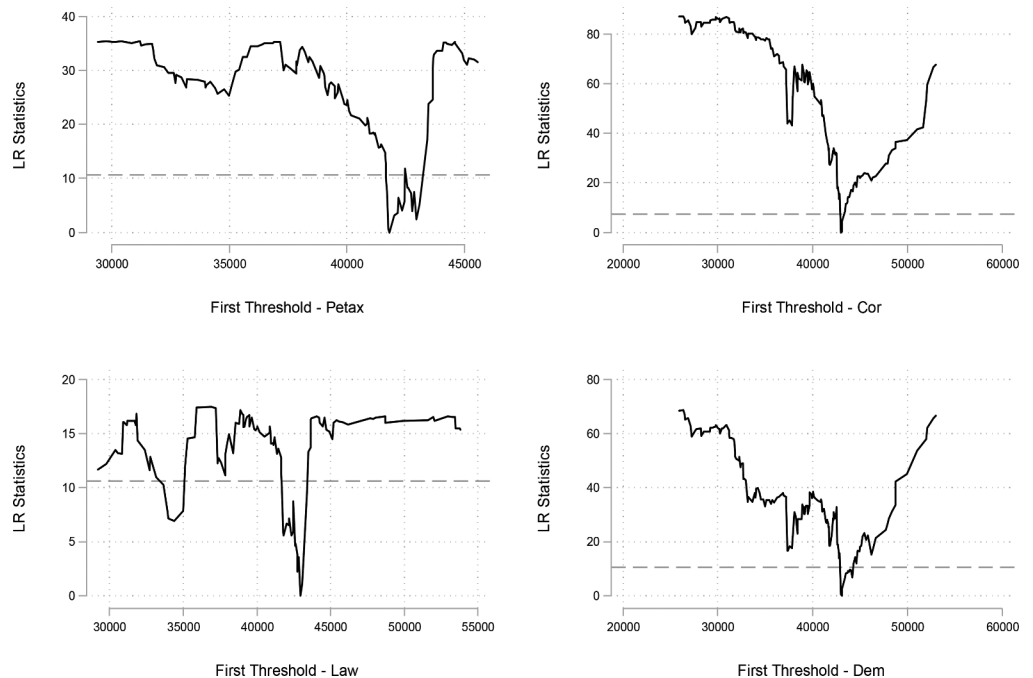 40
30
20
10
0
LR Statistics
30000 35000 40000 45000
First Threshold - Petax
80
60
40
20
0
LR Statistics
20000 30000 40000 50000 60000
First Threshold - Cor
20
15
10
5
0
LR Statistics
30000 35000 40000 45000 50000 55000
First Threshold - Law
80
60
40
20
0
LR Statistics
20000 30000 40000 50000 60000
First Threshold - Dem